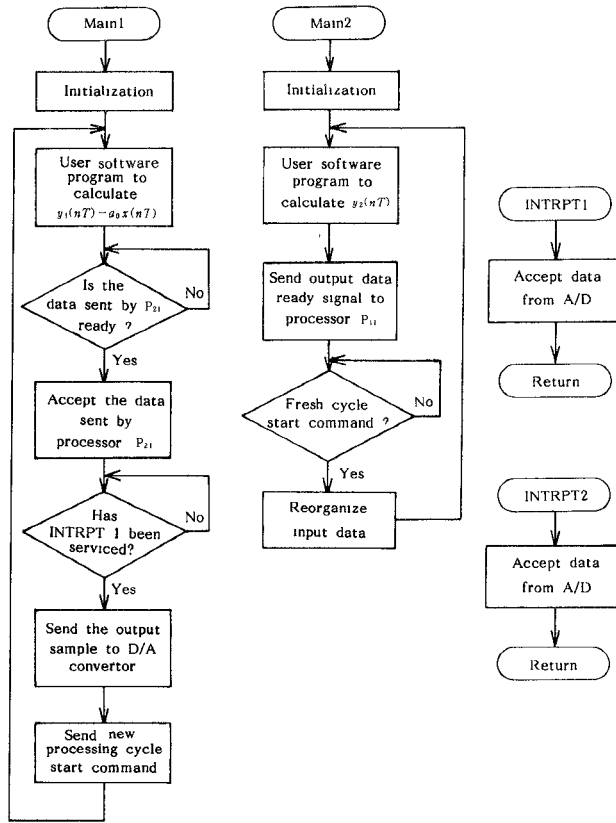 Main1
Initialization
User software
program to
calculate
y₁(nT)−a₀x(nT)
Is the
data sent by P₂₁
ready ?
No
Yes
Accept the data
sent by
processor P₂₁
Has
INTRPT 1 been
serviced?
No
Yes
Send the output
sample to D/A
convertor
Send new
processing cycle
start command
Main2
Initialization
User software
program to
calculate y₂(nT)
Send output data
ready signal to
processor P₁₁
Fresh cycle
start command ?
No
Yes
Reorganize
input data
INTRPT1
Accept data
from A/D
Return
INTRPT2
Accept data
from A/D
Return